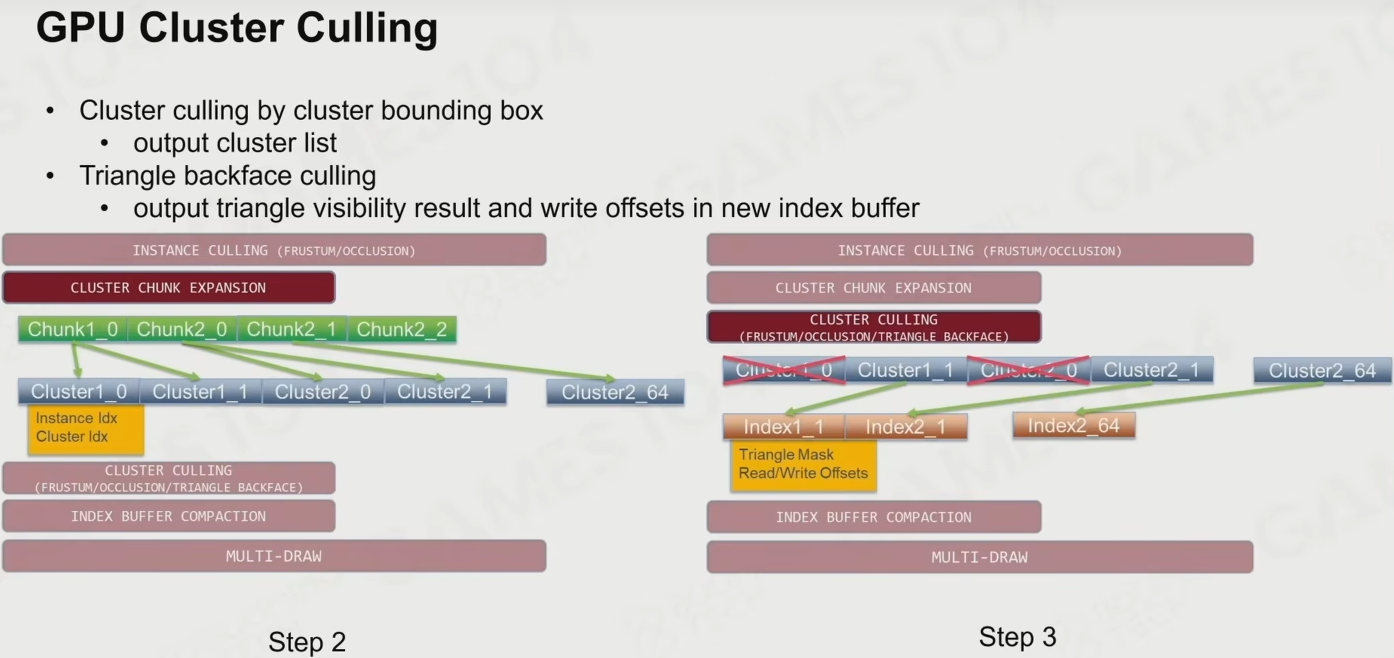 GPU Cluster Culling
• Cluster culling by cluster bounding box
• output cluster list
• Triangle backface culling
• output triangle visibility result and write offsets in new index buffer
INSTANCE CULLING (FRUSTUM/OCCLUSION)
CLUSTER CHUNK EXPANSION
Chunk1_0 Chunk2_0 Chunk2_1 Chunk2_2
Cluster1_0 Cluster1_1 Cluster2_0 Cluster2_1 Cluster2_64
Instance Idx
Cluster Idx
CLUSTER CULLING
(FRUSTUM/OCCLUSION/TRIANGLE BACKFACE)
INDEX BUFFER COMPACTION
MULTI-DRAW
Step 2
INSTANCE CULLING (FRUSTUM/OCCLUSION)
CLUSTER CHUNK EXPANSION
CLUSTER CULLING
(FRUSTUM/OCCLUSION/TRIANGLE BACKFACE)
Cluster1_0 Cluster1_1 Cluster2_0 Cluster2_1 Cluster2_64
Index1_1 Index2_1 Index2_64
Triangle Mask
Read/Write Offsets
INDEX BUFFER COMPACTION
MULTI-DRAW
Step 3
GAMES104